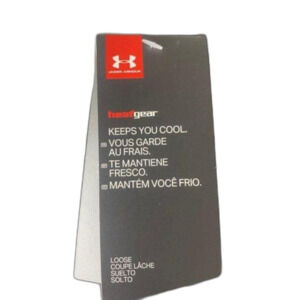 UNDER ARMOUR
heatgear
KEEPS YOU COOL.
VOUS GARDE
AU FRAIS.
TE MANTIENE
FRESCO.
MANTÉM VOCÊ FRIO.
LOOSE
COUPE LÂCHE
SUELTO
SOLTO